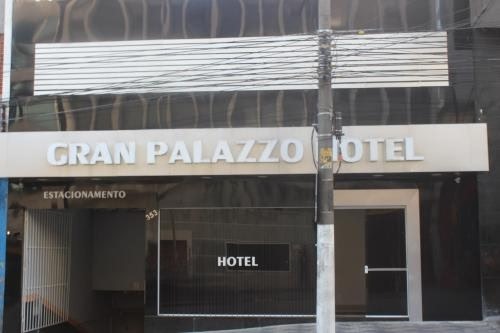 GRAN PALAZZO HOTEL
ESTACIONAMENTO
353
HOTEL